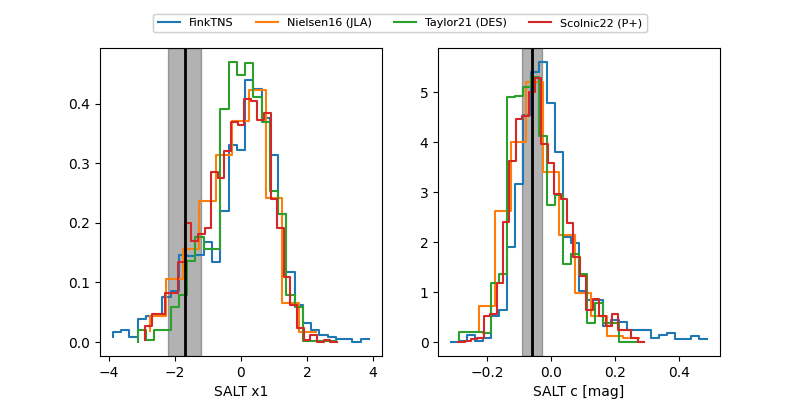 FinkTNS Nielsen16 (JLA) Taylor21 (DES) Scolnic22 (P+)
0.4
0.3
0.2
0.1
0.0
−4 −2 0 2 4
SALT x1
5
4
3
2
1
0
−0.2 0.0 0.2 0.4
SALT c [mag]